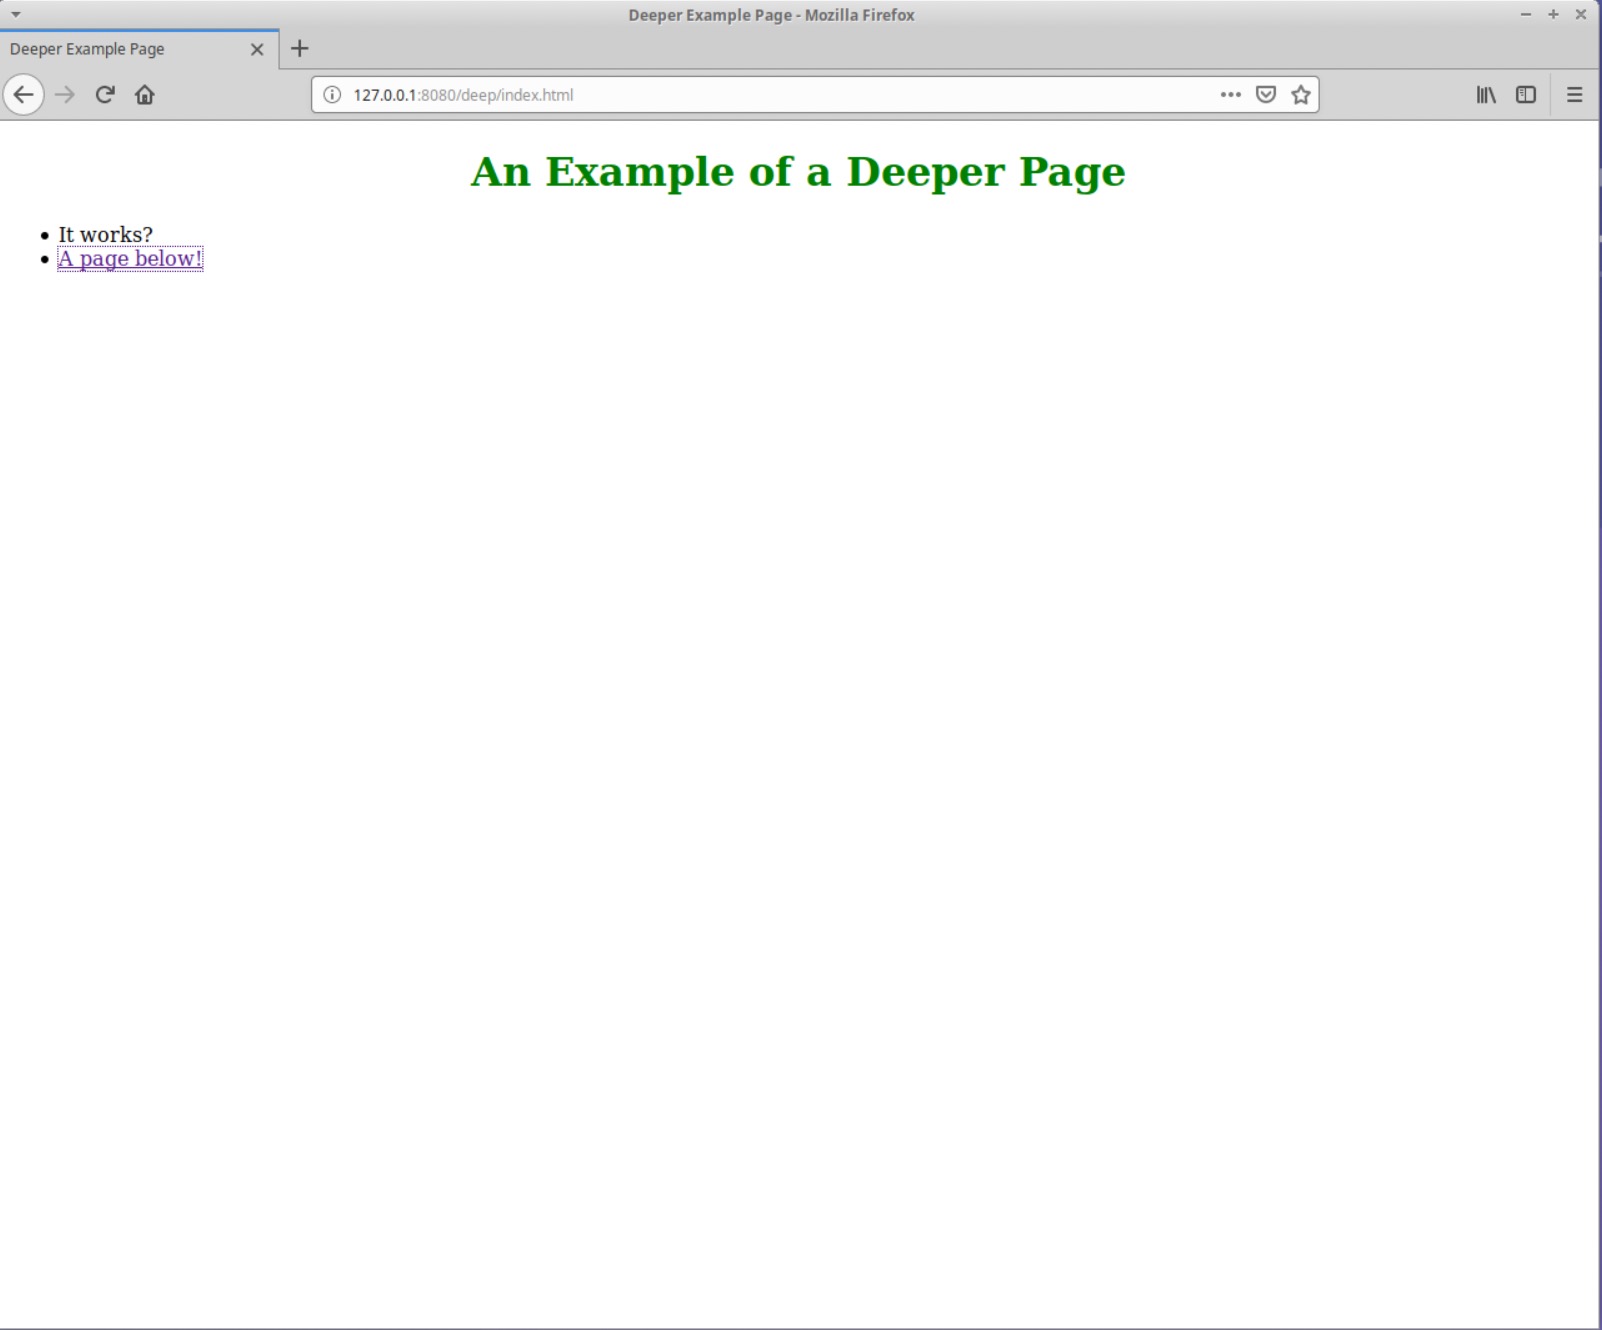 Deeper Example Page - Mozilla Firefox
Deeper Example Page
127.0.0.1:8080/deep/index.html
An Example of a Deeper Page
It works?
A page below!